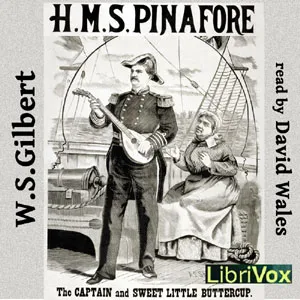 H.M.S. PINAFORE
W.S.Gilbert
read by David Wales
The CAPTAIN and SWEET LITTLE BUTTERCUP.
LibriVox